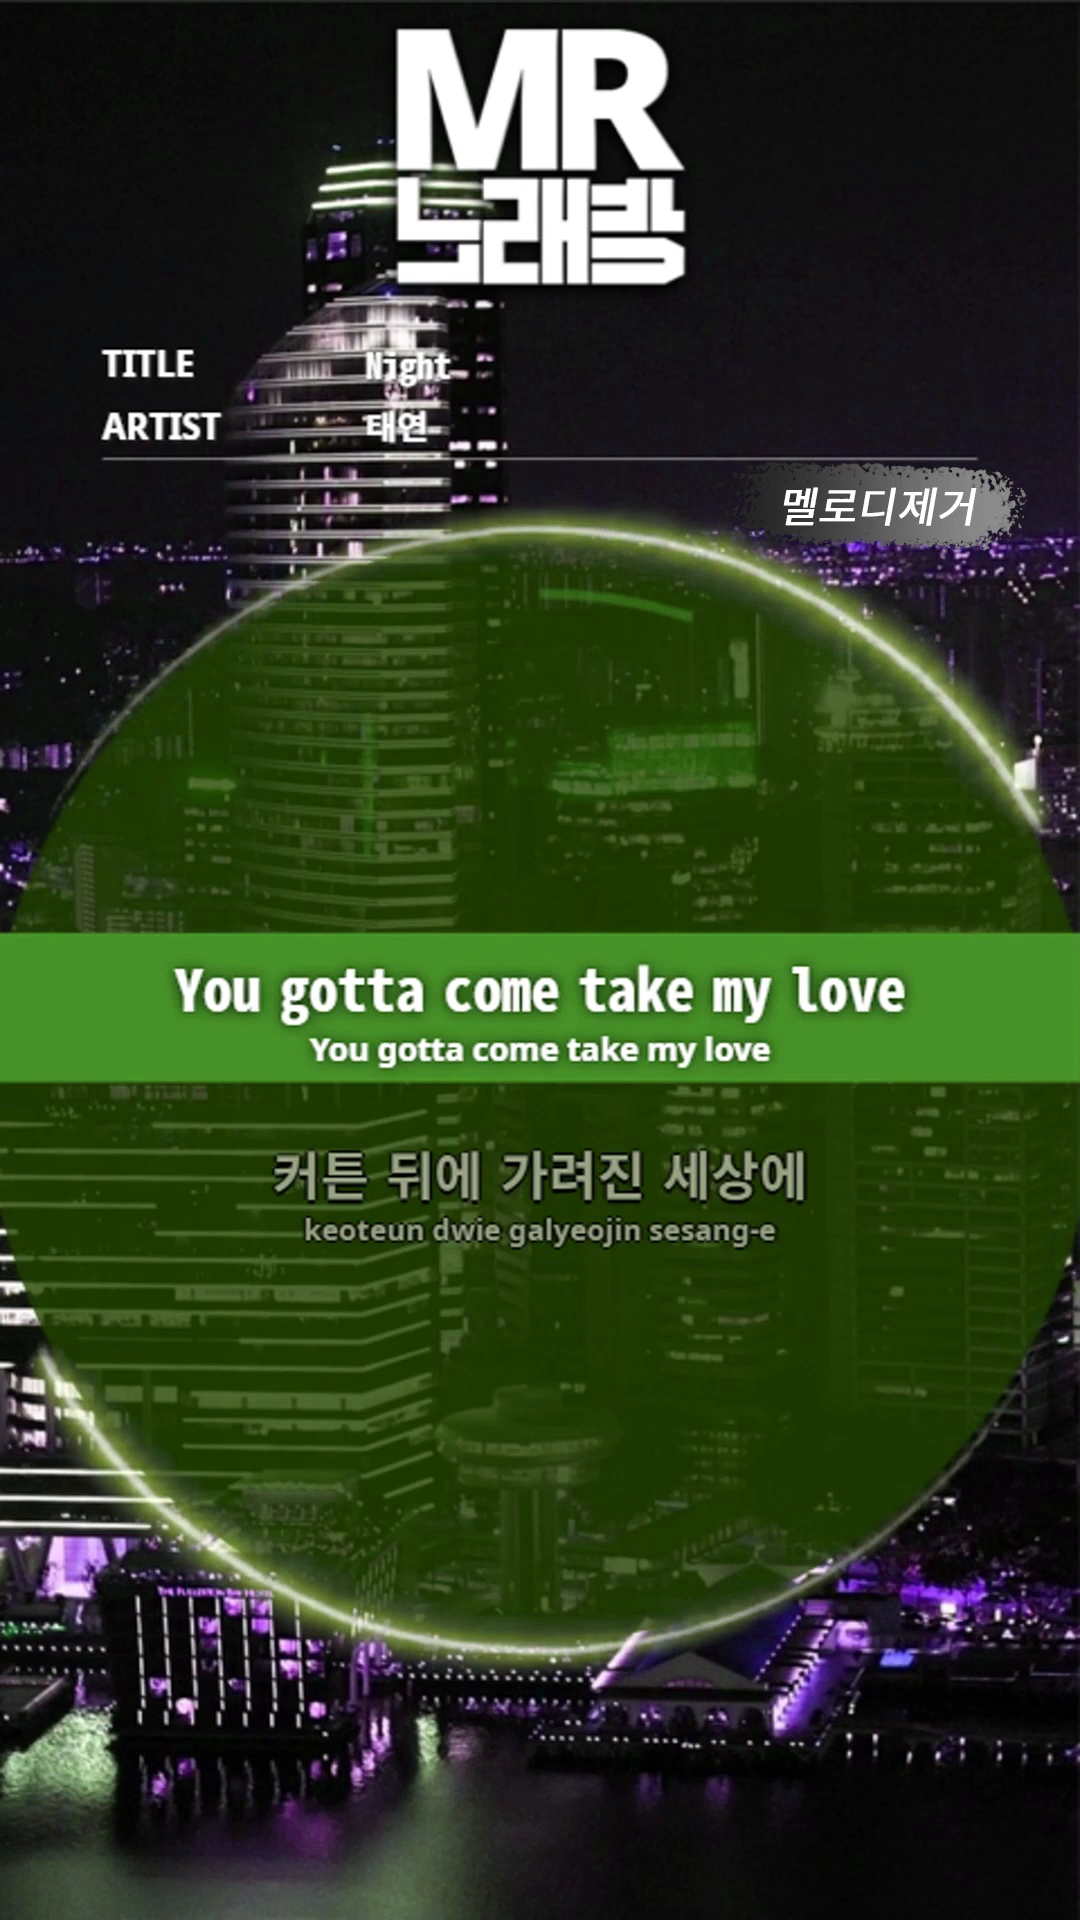 MR
노래방
TITLE Night
ARTIST 태연
멜로디제거
You gotta come take my love
You gotta come take my love
커튼 뒤에 가려진 세상에
keoteun dwie galyeojin sesang-e